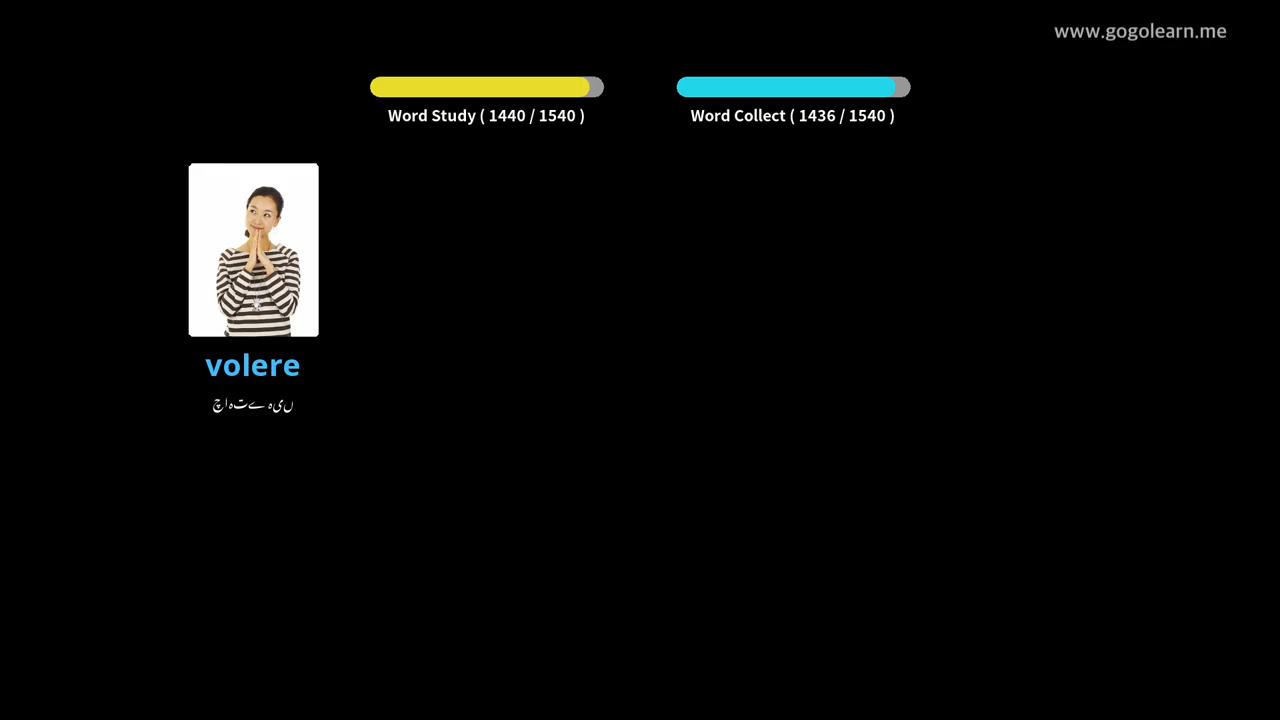 www.gogolearn.me
Word Study ( 1440 / 1540 )
Word Collect ( 1436 / 1540 )
volere
چاہتے ہیں